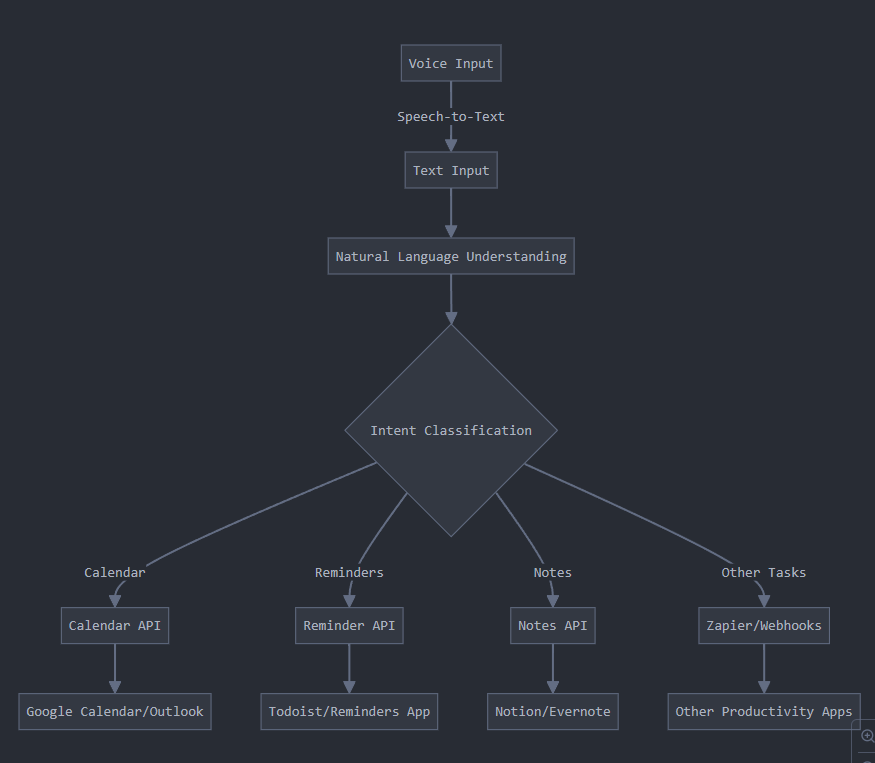 Voice Input
Speech-to-Text
Text Input
Natural Language Understanding
Intent Classification
Calendar
Reminders
Notes
Other Tasks
Calendar API
Reminder API
Notes API
Zapier/Webhooks
Google Calendar/Outlook
Todoist/Reminders App
Notion/Evernote
Other Productivity Apps